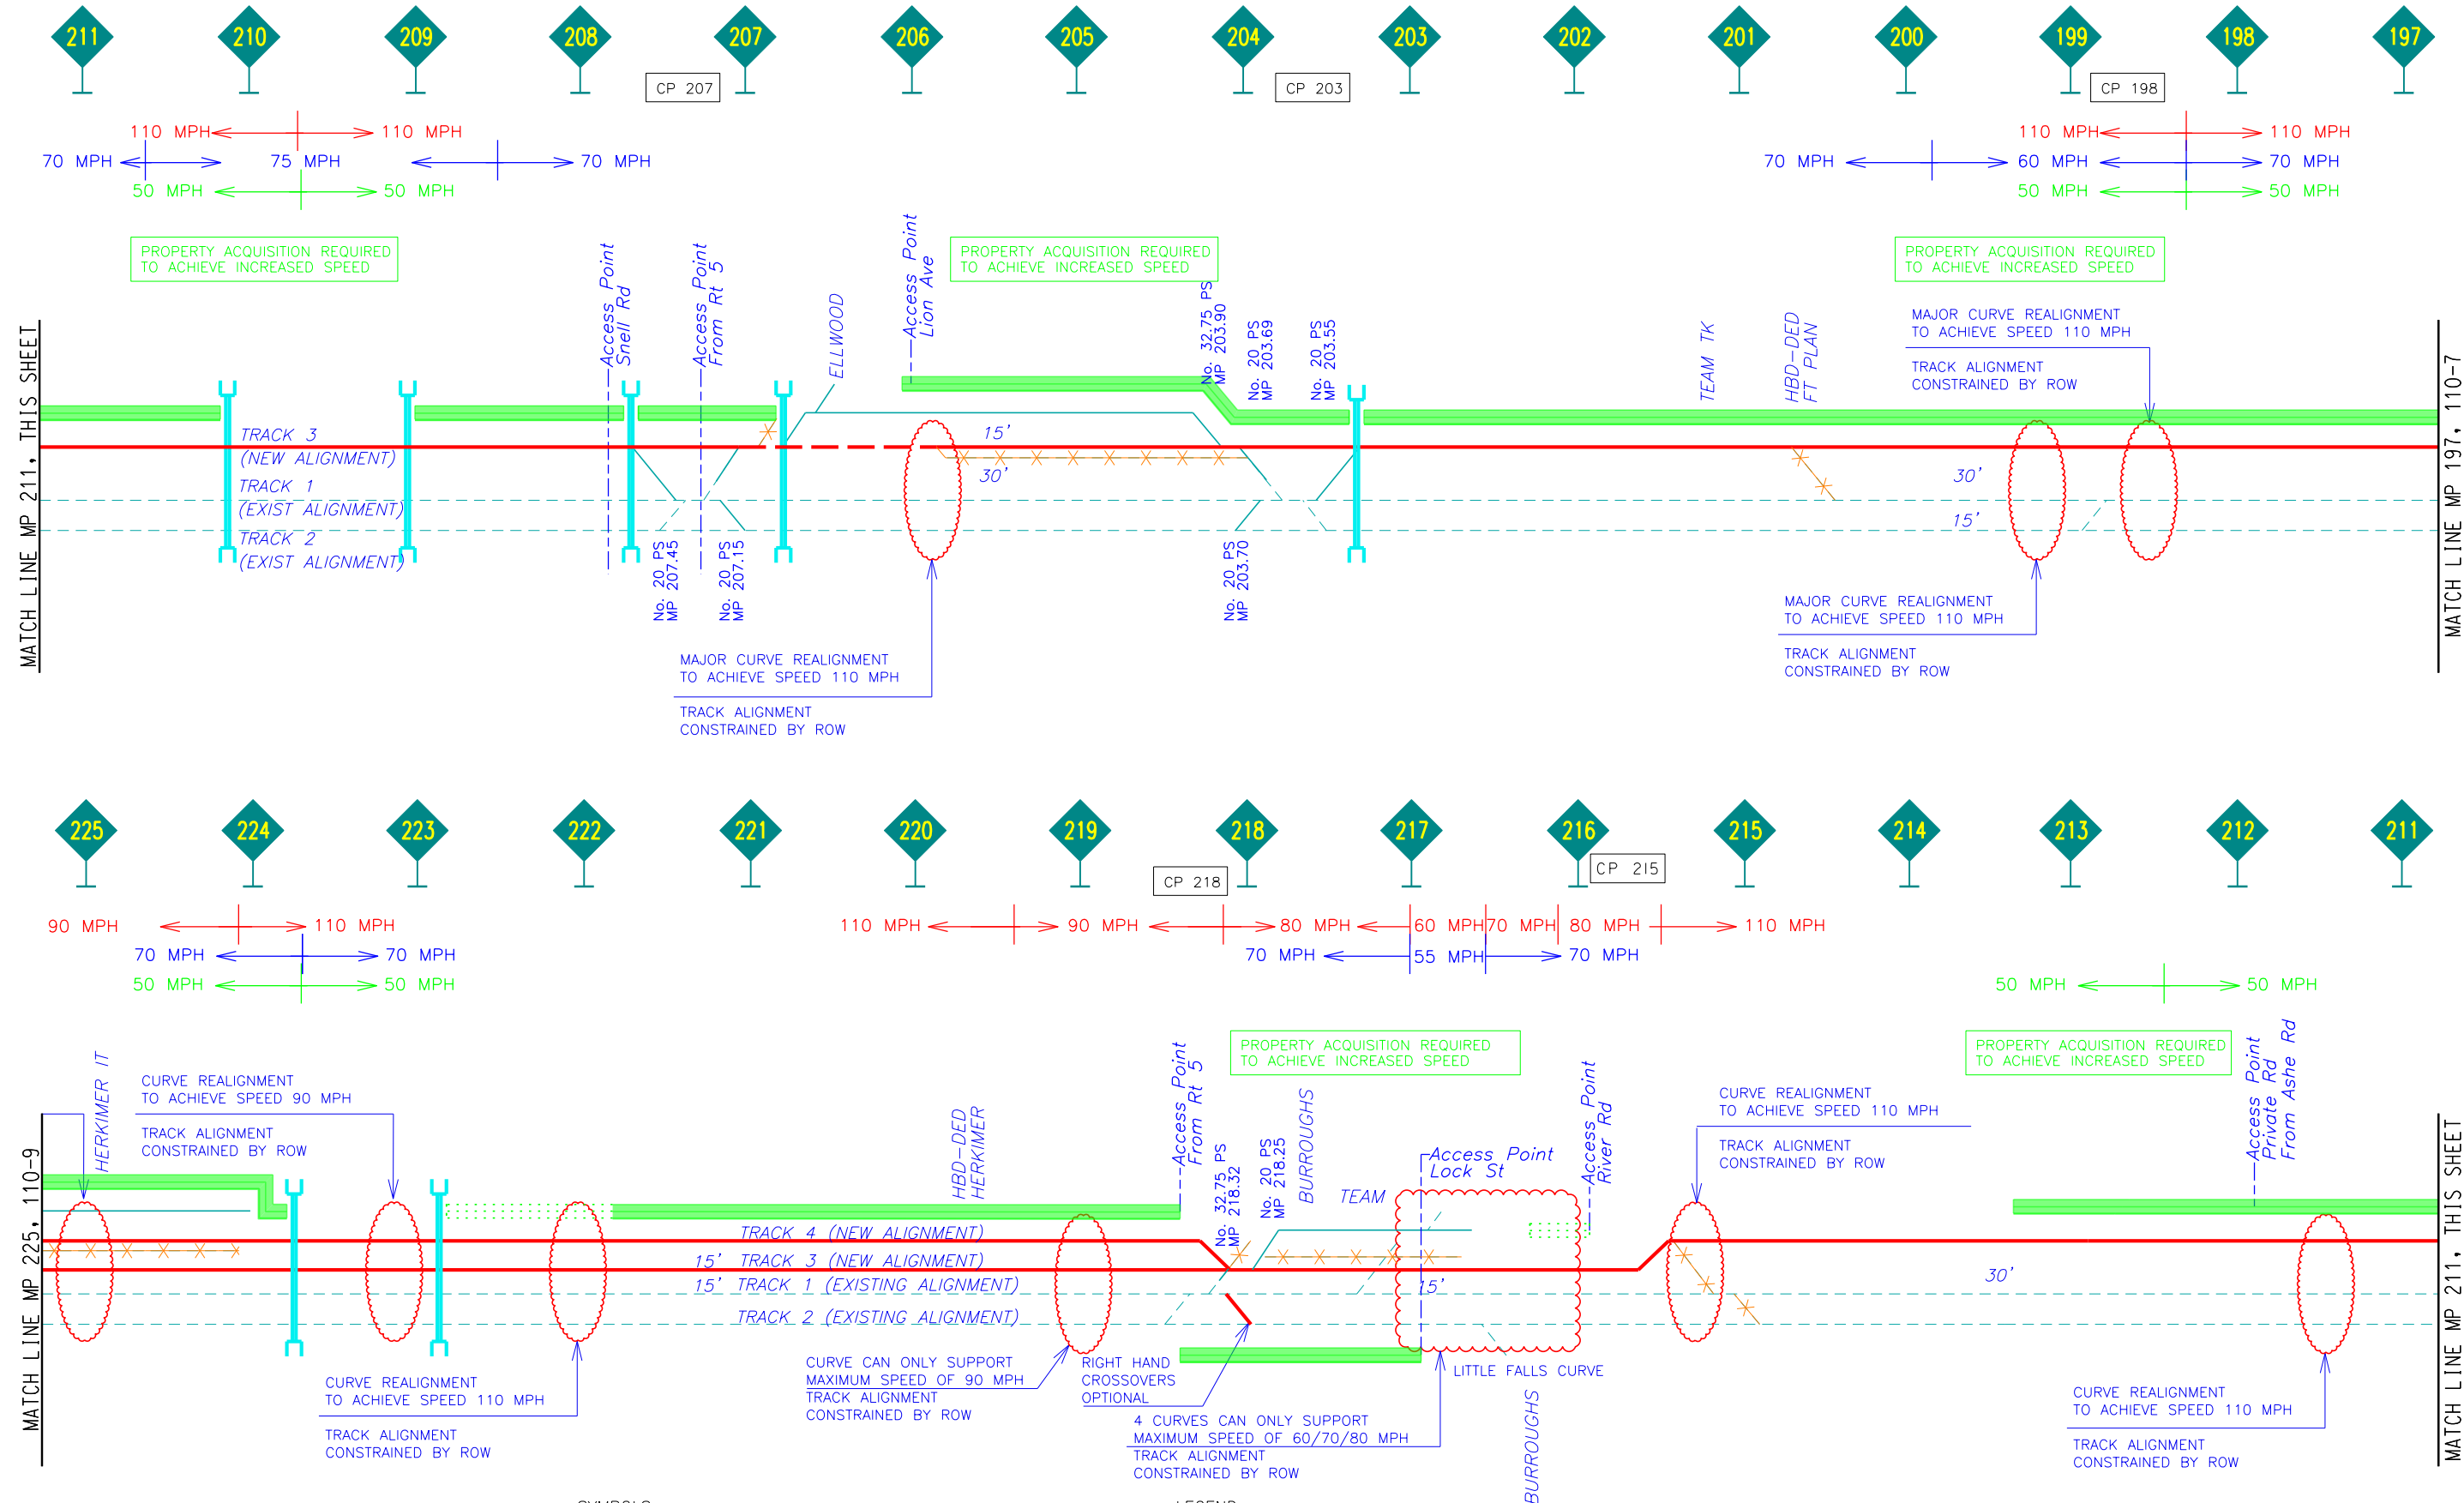 211 210 209 208 207 206 205 204 203 202 201 200 199 198 197
CP 207
CP 203
CP 198
110 MPH 110 MPH
70 MPH 75 MPH 70 MPH
50 MPH 50 MPH
110 MPH 110 MPH
70 MPH 60 MPH 70 MPH
50 MPH 50 MPH
PROPERTY ACQUISITION REQUIRED
TO ACHIEVE INCREASED SPEED
PROPERTY ACQUISITION REQUIRED
TO ACHIEVE INCREASED SPEED
PROPERTY ACQUISITION REQUIRED
TO ACHIEVE INCREASED SPEED
MATCH LINE MP 211, THIS SHEET
Access Point
Snell Rd
Access Point
From Rt 5
ELLWOOD
Access Point
Lion Ave
No. 32.75 PS
MP 203.90
No. 20 PS
MP 203.69
No. 20 PS
MP 203.55
TEAM TK
HBD-DED
FT PLAN
MAJOR CURVE REALIGNMENT
TO ACHIEVE SPEED 110 MPH
TRACK ALIGNMENT
CONSTRAINED BY ROW
MATCH LINE MP 197, 110-7
TRACK 3
(NEW ALIGNMENT)
TRACK 1
(EXIST ALIGNMENT)
TRACK 2
(EXIST ALIGNMENT)
15'
30'
30'
15'
No. 20 PS
MP 207.45
No. 20 PS
MP 207.15
No. 20 PS
MP 203.70
MAJOR CURVE REALIGNMENT
TO ACHIEVE SPEED 110 MPH
TRACK ALIGNMENT
CONSTRAINED BY ROW
MAJOR CURVE REALIGNMENT
TO ACHIEVE SPEED 110 MPH
TRACK ALIGNMENT
CONSTRAINED BY ROW
225 224 223 222 221 220 219 218 217 216 215 214 213 212 211
CP 218
CP 215
90 MPH 110 MPH
70 MPH 70 MPH
50 MPH 50 MPH
110 MPH 90 MPH 80 MPH 60 MPH 70 MPH 80 MPH 110 MPH
70 MPH 55 MPH 70 MPH
50 MPH 50 MPH
PROPERTY ACQUISITION REQUIRED
TO ACHIEVE INCREASED SPEED
PROPERTY ACQUISITION REQUIRED
TO ACHIEVE INCREASED SPEED
MATCH LINE MP 225, 110-9
HERKIMER IT
CURVE REALIGNMENT
TO ACHIEVE SPEED 90 MPH
TRACK ALIGNMENT
CONSTRAINED BY ROW
HBD-DED
HERKIMER
Access Point
From Rt 5
No. 32.75 PS
MP 218.32
No. 20 PS
MP 218.25
BURROUGHS
TEAM
Access Point
Lock St
Access Point
River Rd
CURVE REALIGNMENT
TO ACHIEVE SPEED 110 MPH
TRACK ALIGNMENT
CONSTRAINED BY ROW
Access Point
Private Rd
From Ashe Rd
MATCH LINE MP 211, THIS SHEET
TRACK 4 (NEW ALIGNMENT)
15' TRACK 3 (NEW ALIGNMENT)
15' TRACK 1 (EXISTING ALIGNMENT)
TRACK 2 (EXISTING ALIGNMENT)
15'
30'
CURVE REALIGNMENT
TO ACHIEVE SPEED 110 MPH
TRACK ALIGNMENT
CONSTRAINED BY ROW
CURVE CAN ONLY SUPPORT
MAXIMUM SPEED OF 90 MPH
TRACK ALIGNMENT
CONSTRAINED BY ROW
RIGHT HAND
CROSSOVERS
OPTIONAL
LITTLE FALLS CURVE
4 CURVES CAN ONLY SUPPORT
MAXIMUM SPEED OF 60/70/80 MPH
TRACK ALIGNMENT
CONSTRAINED BY ROW
BURROUGHS
CURVE REALIGNMENT
TO ACHIEVE SPEED 110 MPH
TRACK ALIGNMENT
CONSTRAINED BY ROW